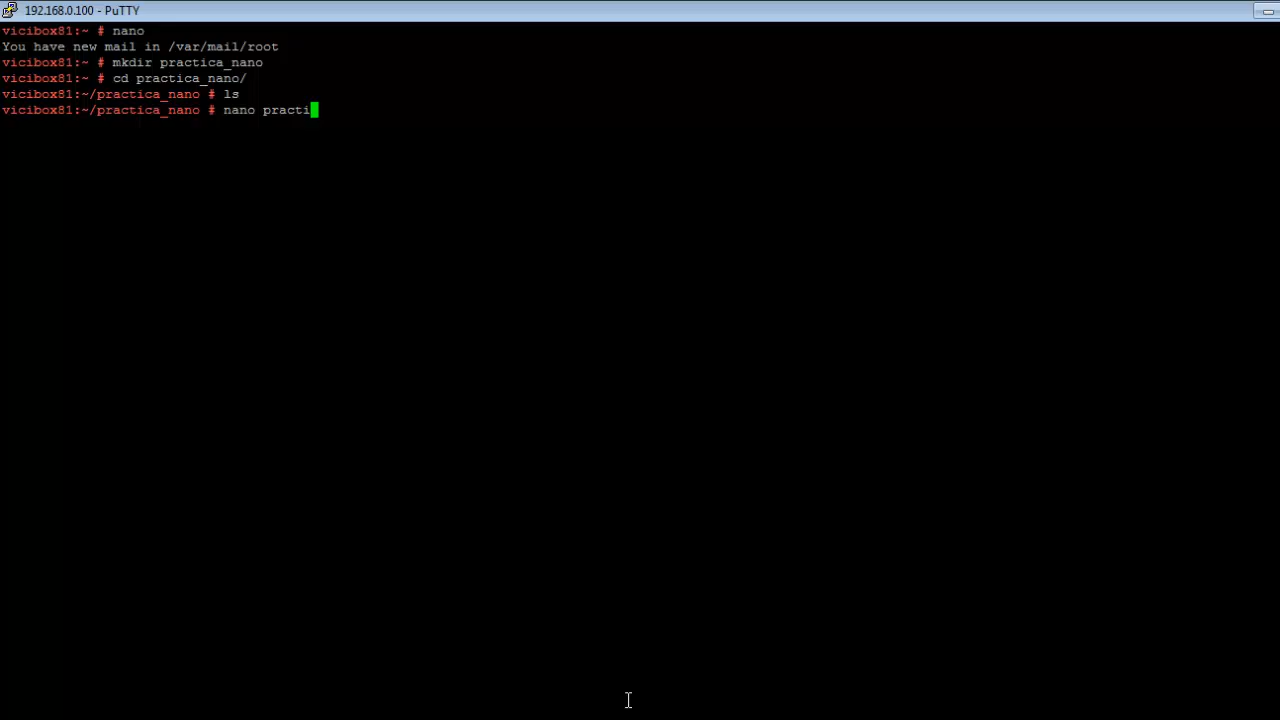 192.168.0.100 - PuTTY
vicibox81:~ # nano
You have new mail in /var/mail/root
vicibox81:~ # mkdir practica_nano
vicibox81:~ # cd practica_nano/
vicibox81:~/practica_nano # ls
vicibox81:~/practica_nano # nano practi